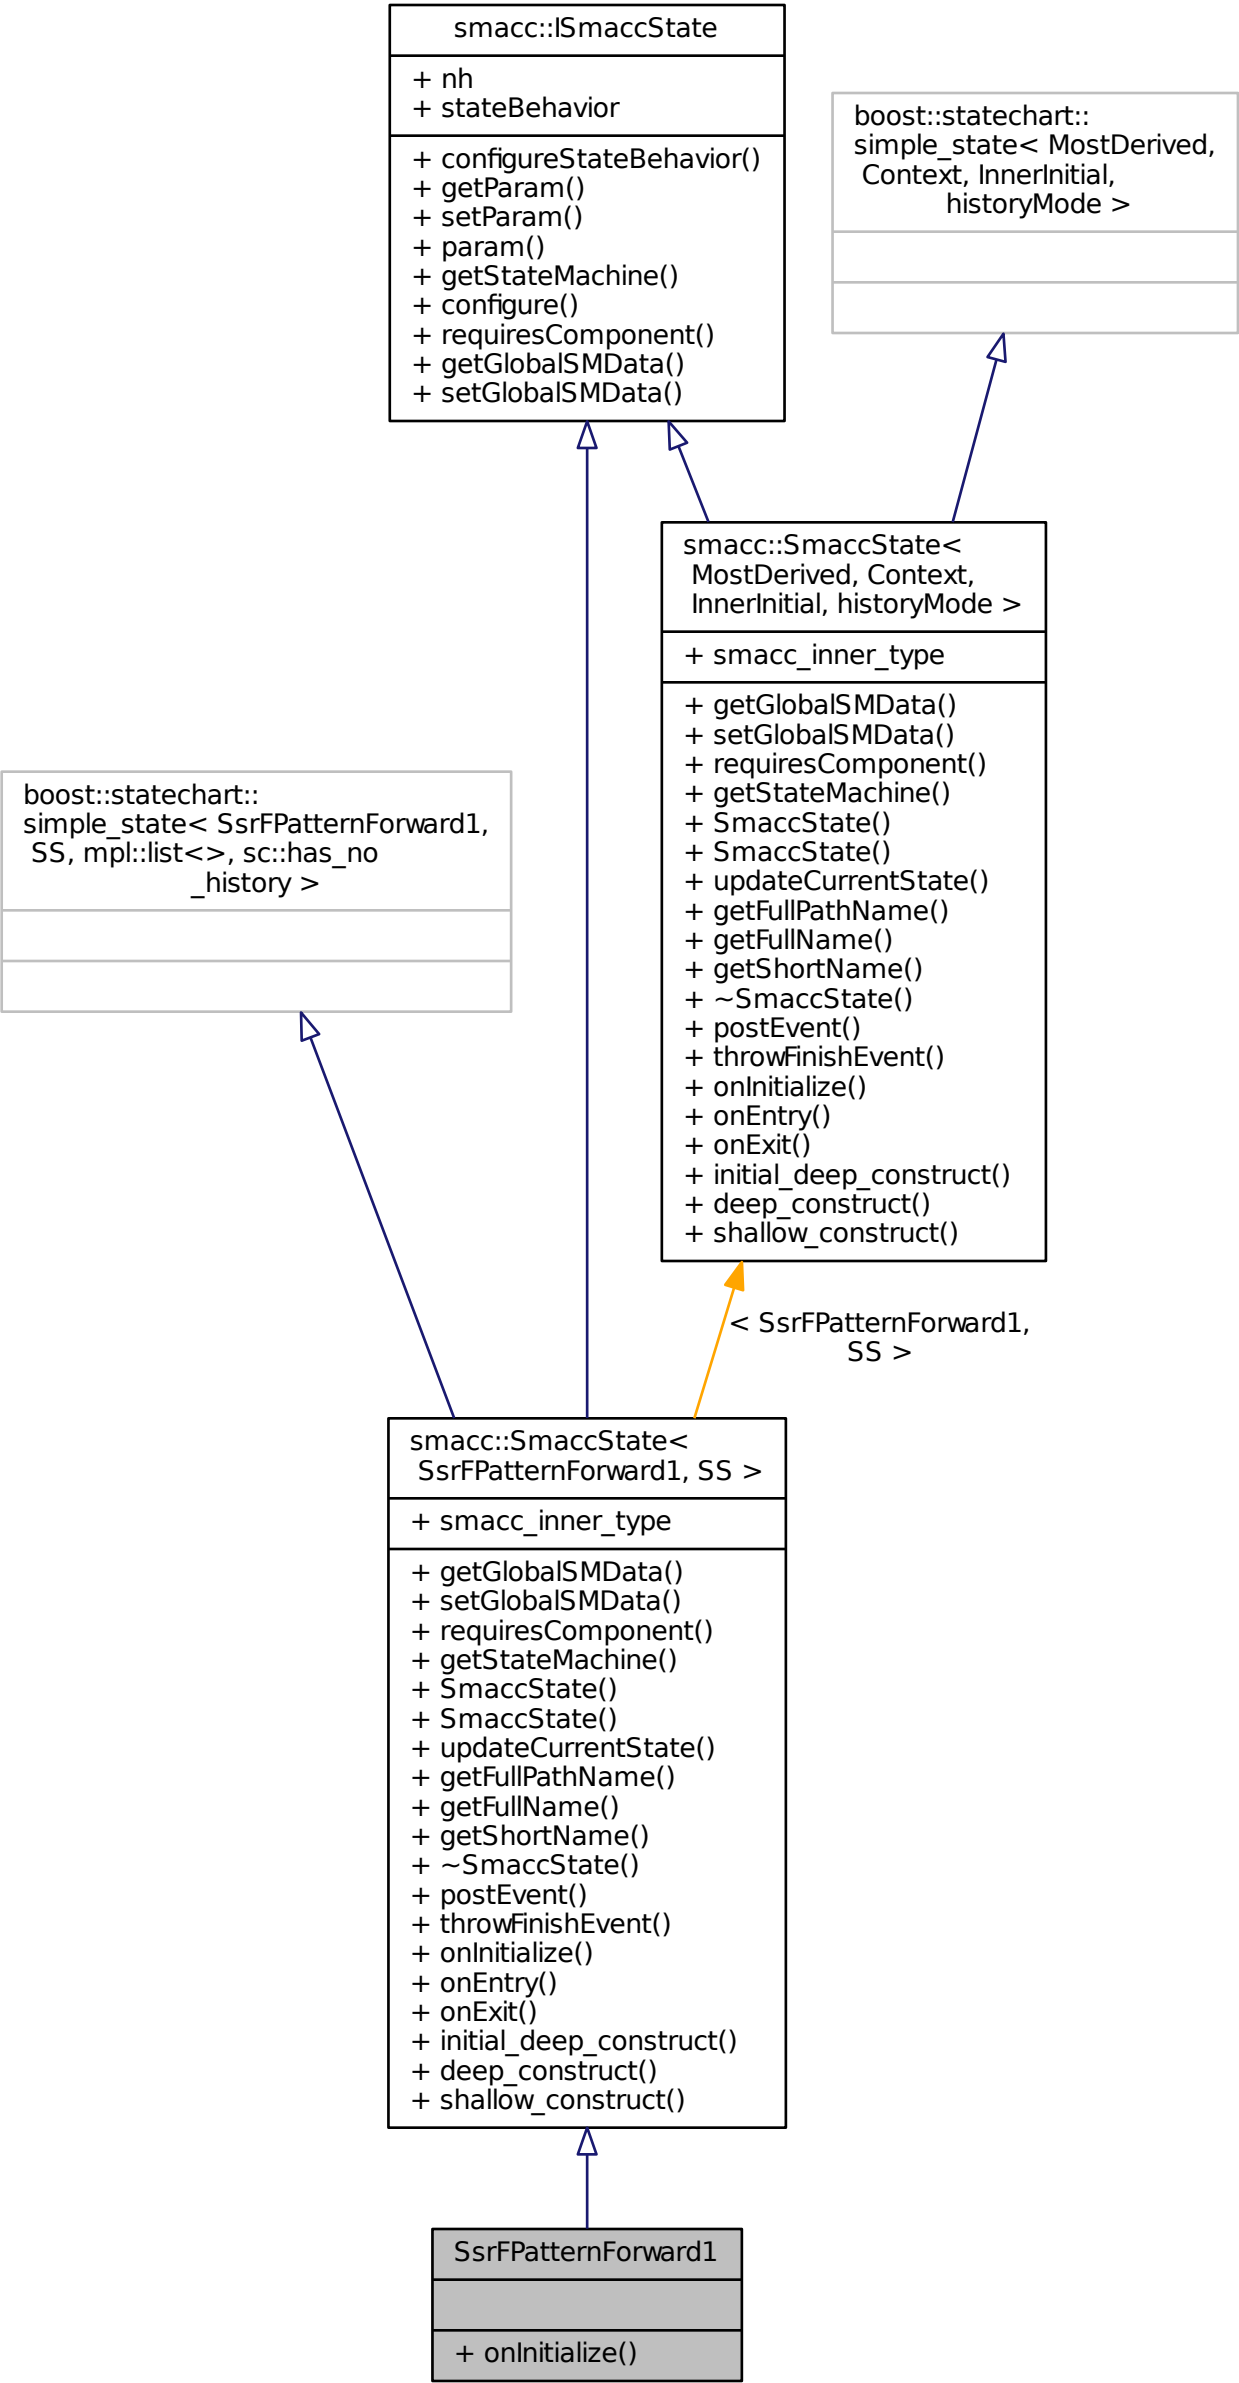 smacc::ISmaccState
+ nh
+ stateBehavior
+ configureStateBehavior()
+ getParam()
+ setParam()
+ param()
+ getStateMachine()
+ configure()
+ requiresComponent()
+ getGlobalSMData()
+ setGlobalSMData()
boost::statechart::
simple_state< MostDerived,
Context, InnerInitial,
historyMode >
smacc::SmaccState<
MostDerived, Context,
InnerInitial, historyMode >
+ smacc_inner_type
+ getGlobalSMData()
+ setGlobalSMData()
+ requiresComponent()
+ getStateMachine()
+ SmaccState()
+ SmaccState()
+ updateCurrentState()
+ getFullPathName()
+ getFullName()
+ getShortName()
+ ~SmaccState()
+ postEvent()
+ throwFinishEvent()
+ onInitialize()
+ onEntry()
+ onExit()
+ initial_deep_construct()
+ deep_construct()
+ shallow_construct()
boost::statechart::
simple_state< SsrFPatternForward1,
SS, mpl::list<>, sc::has_no
_history >
< SsrFPatternForward1,
SS >
smacc::SmaccState<
SsrFPatternForward1, SS >
+ smacc_inner_type
+ getGlobalSMData()
+ setGlobalSMData()
+ requiresComponent()
+ getStateMachine()
+ SmaccState()
+ SmaccState()
+ updateCurrentState()
+ getFullPathName()
+ getFullName()
+ getShortName()
+ ~SmaccState()
+ postEvent()
+ throwFinishEvent()
+ onInitialize()
+ onEntry()
+ onExit()
+ initial_deep_construct()
+ deep_construct()
+ shallow_construct()
SsrFPatternForward1
+ onInitialize()